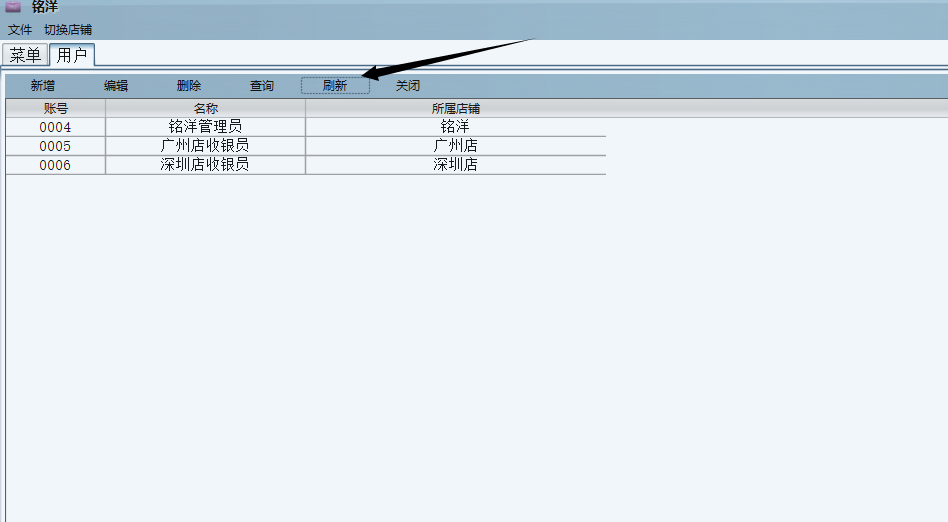 铭洋
文件 切换店铺
菜单 用户
新增 编辑 删除 查询 刷新 关闭
账号 名称 所属店铺
0004 铭洋管理员 铭洋
0005 广州店收银员 广州店
0006 深圳店收银员 深圳店